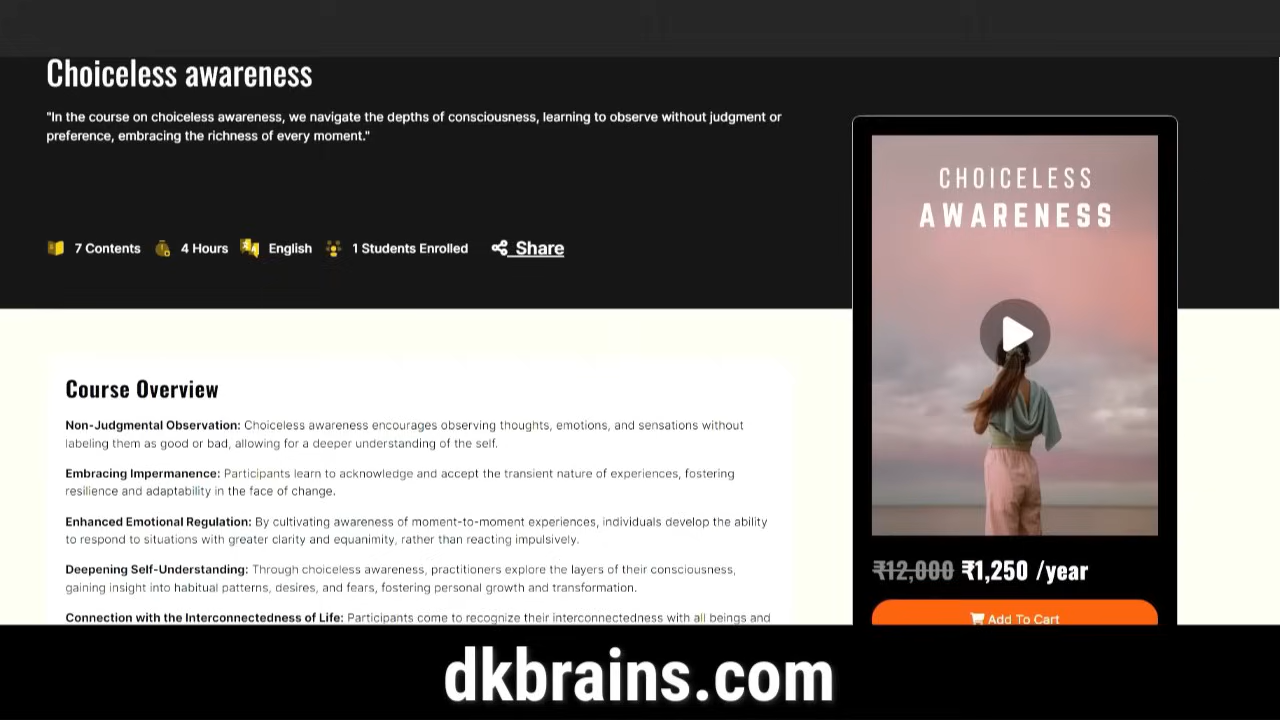 Choiceless awareness
"In the course on choiceless awareness, we navigate the depths of consciousness, learning to observe without judgment or
preference, embracing the richness of every moment."
7 Contents 4 Hours English 1 Students Enrolled Share
CHOICELESS
AWARENESS
Course Overview
Non-Judgmental Observation: Choiceless awareness encourages observing thoughts, emotions, and sensations without
labeling them as good or bad, allowing for a deeper understanding of the self.
Embracing Impermanence: Participants learn to acknowledge and accept the transient nature of experiences, fostering
resilience and adaptability in the face of change.
Enhanced Emotional Regulation: By cultivating awareness of moment-to-moment experiences, individuals develop the ability
to respond to situations with greater clarity and equanimity, rather than reacting impulsively.
Deepening Self-Understanding: Through choiceless awareness, practitioners explore the layers of their consciousness,
gaining insight into habitual patterns, desires, and fears, fostering personal growth and transformation.
Connection with the Interconnectedness of Life: Participants come to recognize their interconnectedness with all beings and
₹12,000 ₹1,250 /year
Add To Cart
dkbrains.com